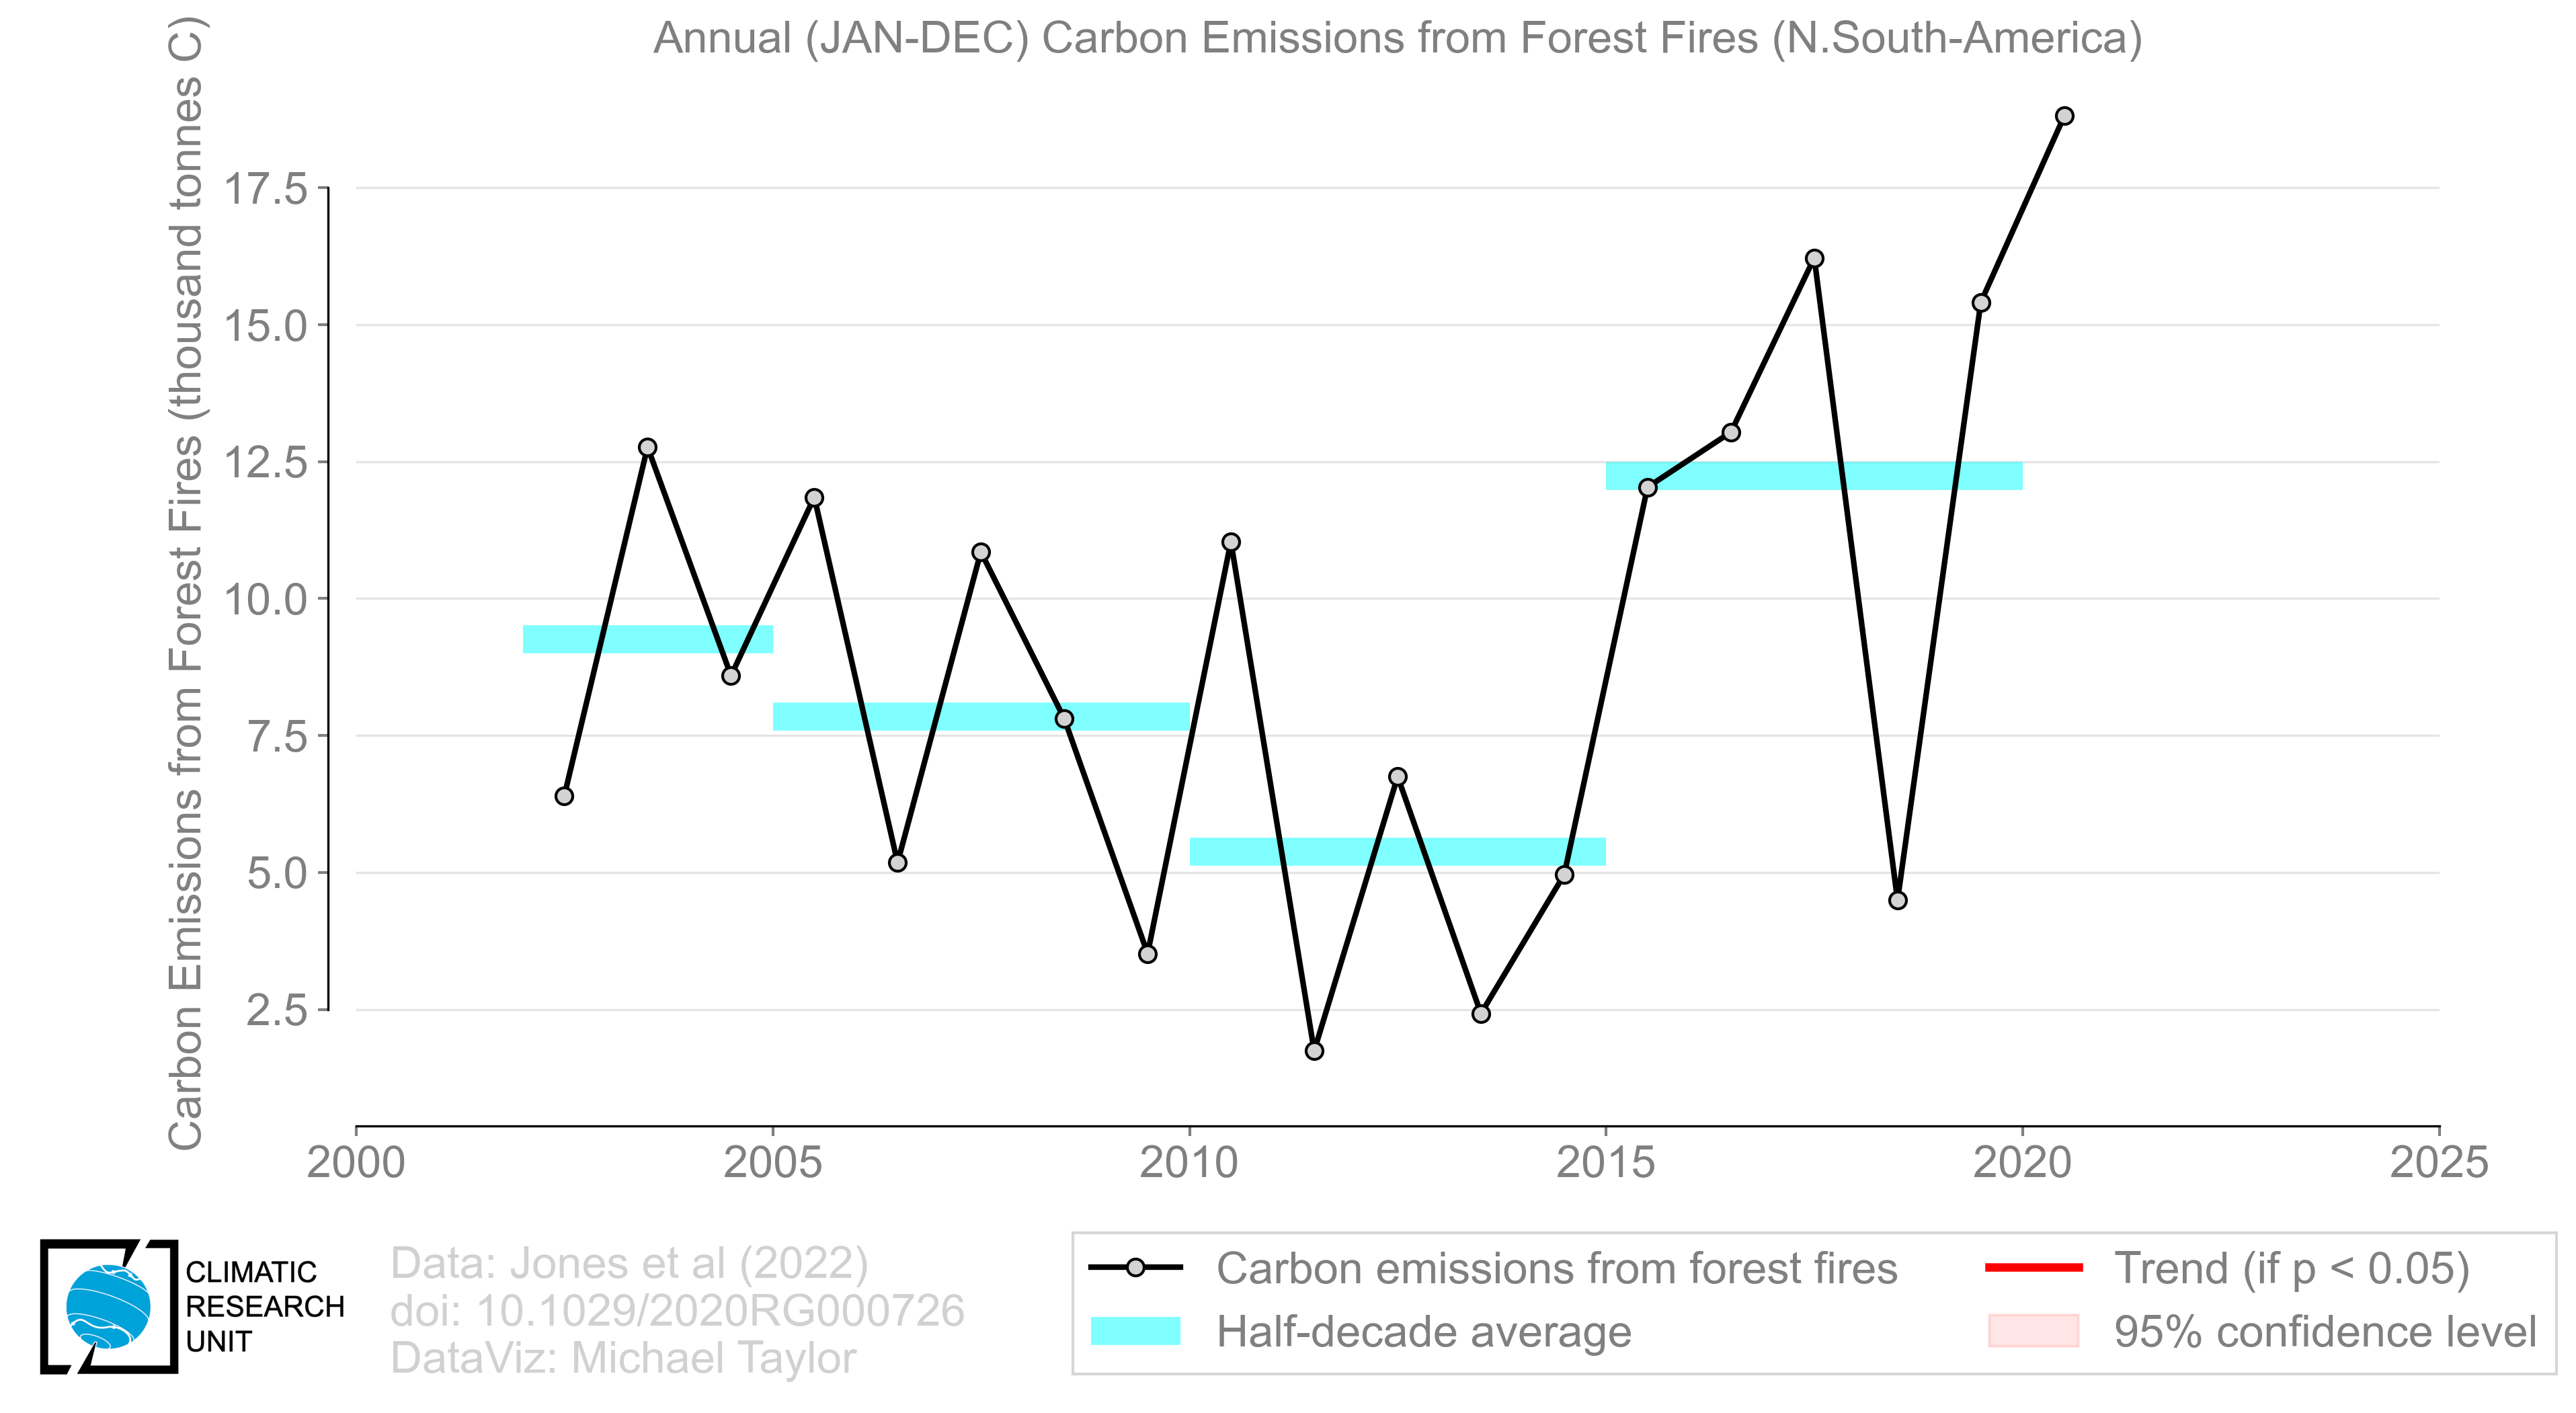 Annual (JAN-DEC) Carbon Emissions from Forest Fires (N.South-America)
Carbon Emissions from Forest Fires (thousand tonnes C)
17.5
15.0
12.5
10.0
7.5
5.0
2.5
2000 2005 2010 2015 2020 2025
CLIMATIC
RESEARCH
UNIT
Data: Jones et al (2022)
doi: 10.1029/2020RG000726
DataViz: Michael Taylor
Carbon emissions from forest fires
Half-decade average
Trend (if p < 0.05)
95% confidence level